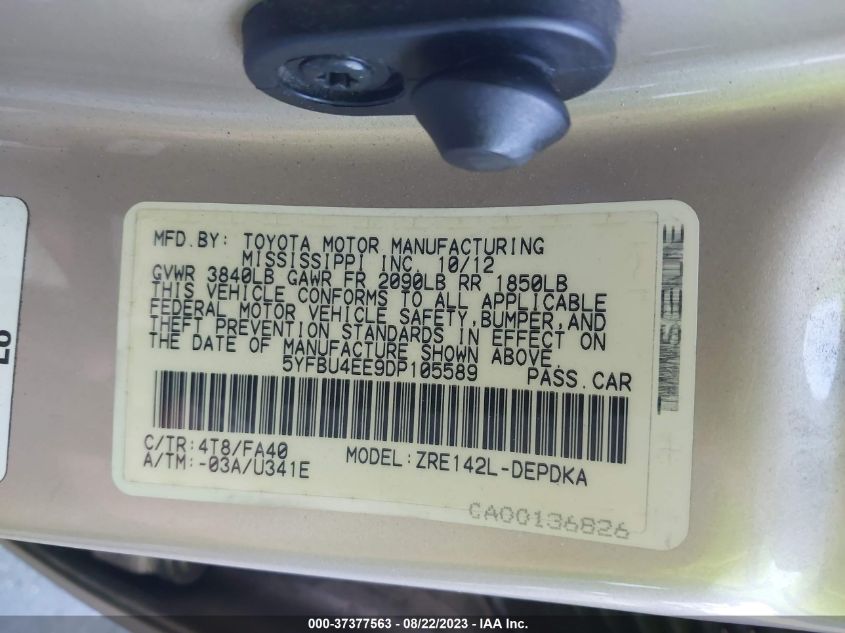 MFD.BY: TOYOTA MOTOR MANUFACTURING
MISSISSIPPI INC. 10/12
GVWR 3840LB GAWR FR 2090LB RR 1850LB
THIS VEHICLE CONFORMS TO ALL APPLICABLE
FEDERAL MOTOR VEHICLE SAFETY,BUMPER,AND
THEFT PREVENTION STANDARDS IN EFFECT ON
THE DATE OF MANUFACTURE SHOWN ABOVE.
5YFBU4EE9DP105589 PASS.CAR
C/TR:4T8/FA40
A/TM:-03A/U341E MODEL:ZRE142L-DEPDKA
CA00136826
000-37377563 - 08/22/2023 - © IAA Inc.